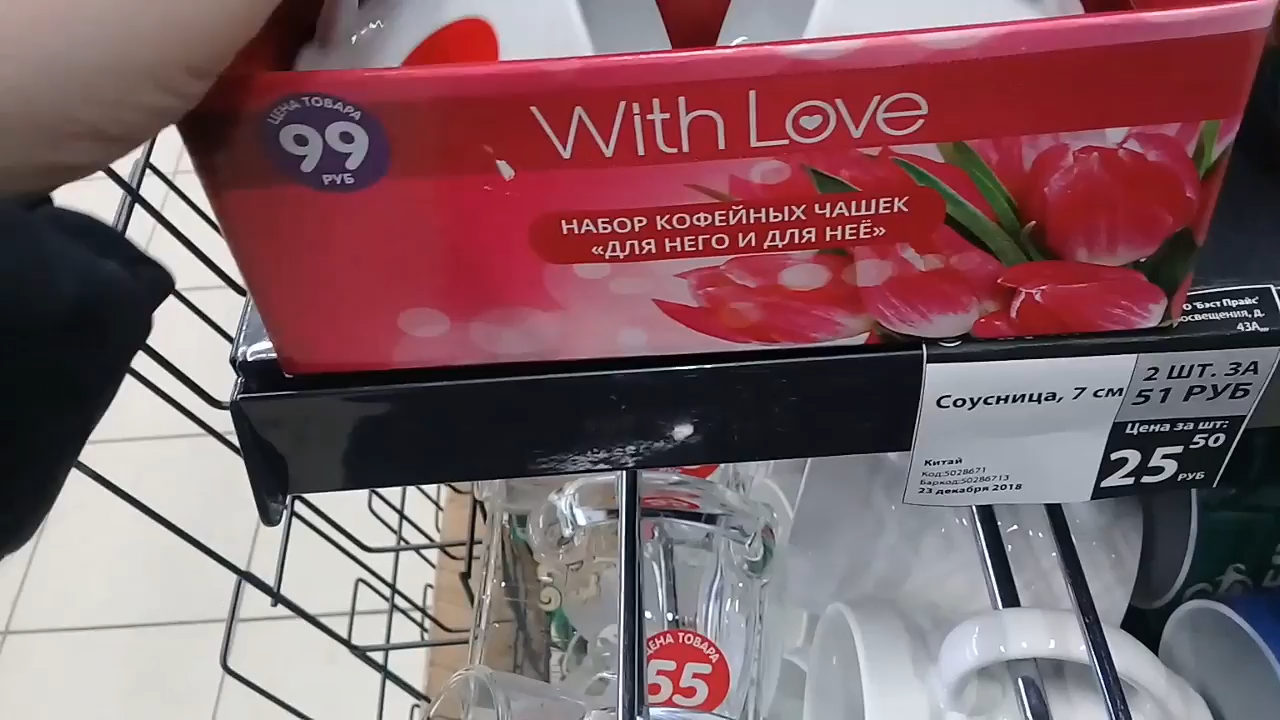 ЦЕНА ТОВАРА
99
РУБ
With Love
НАБОР КОФЕЙНЫХ ЧАШЕК
«ДЛЯ НЕГО И ДЛЯ НЕЁ»
О "Бэст Прайс"
освещения, д.
43А,,,
Соусница, 7 см
2 ШТ. ЗА
51 РУБ
Цена за шт:
25 50
РУБ
Китай
Код:5028671
Баркод:50286713
23 декабря 2018
ЦЕНА ТОВАРА
55